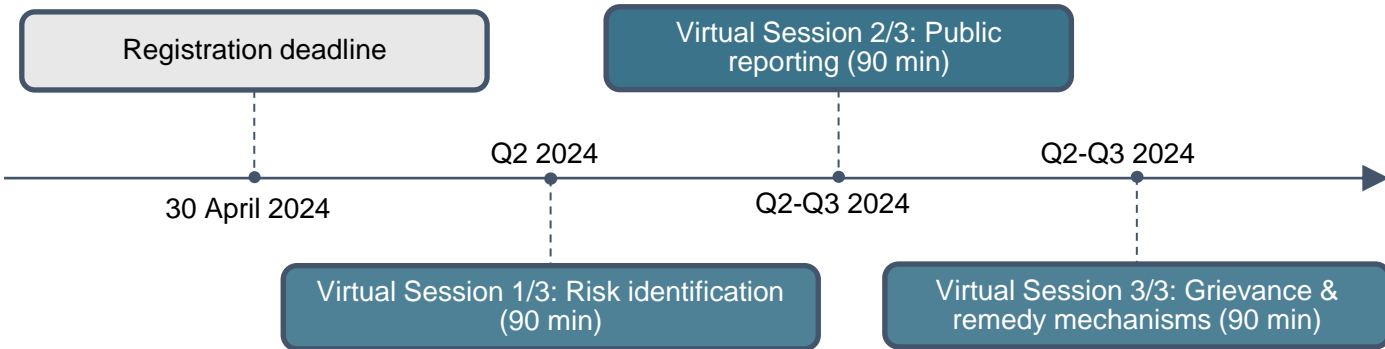 Registration deadline
30 April 2024
Q2 2024
Virtual Session 1/3: Risk identification
(90 min)
Virtual Session 2/3: Public
reporting (90 min)
Q2-Q3 2024
Q2-Q3 2024
Virtual Session 3/3: Grievance &
remedy mechanisms (90 min)